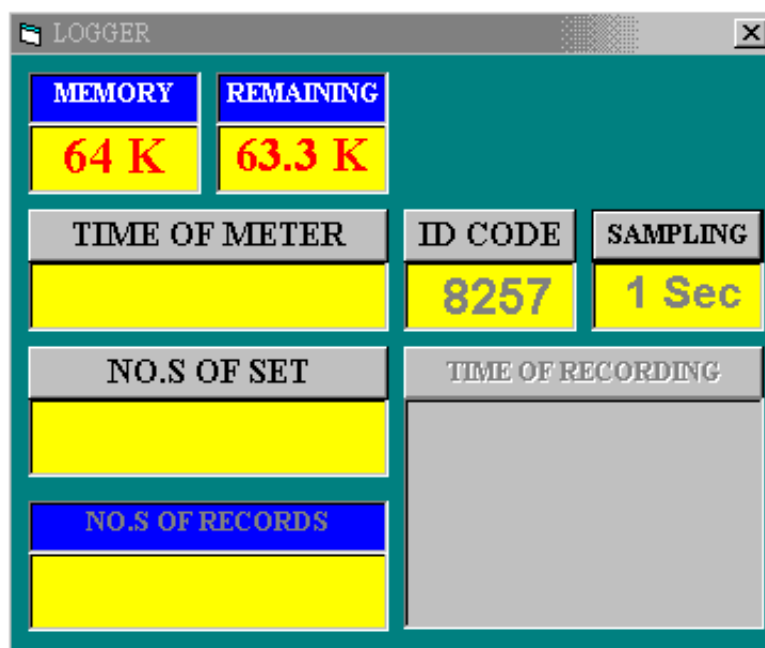 LOGGER
MEMORY REMAINING
64 K 63.3 K
TIME OF METER ID CODE SAMPLING
8257 1 Sec
NO.S OF SET TIME OF RECORDING
NO.S OF RECORDS